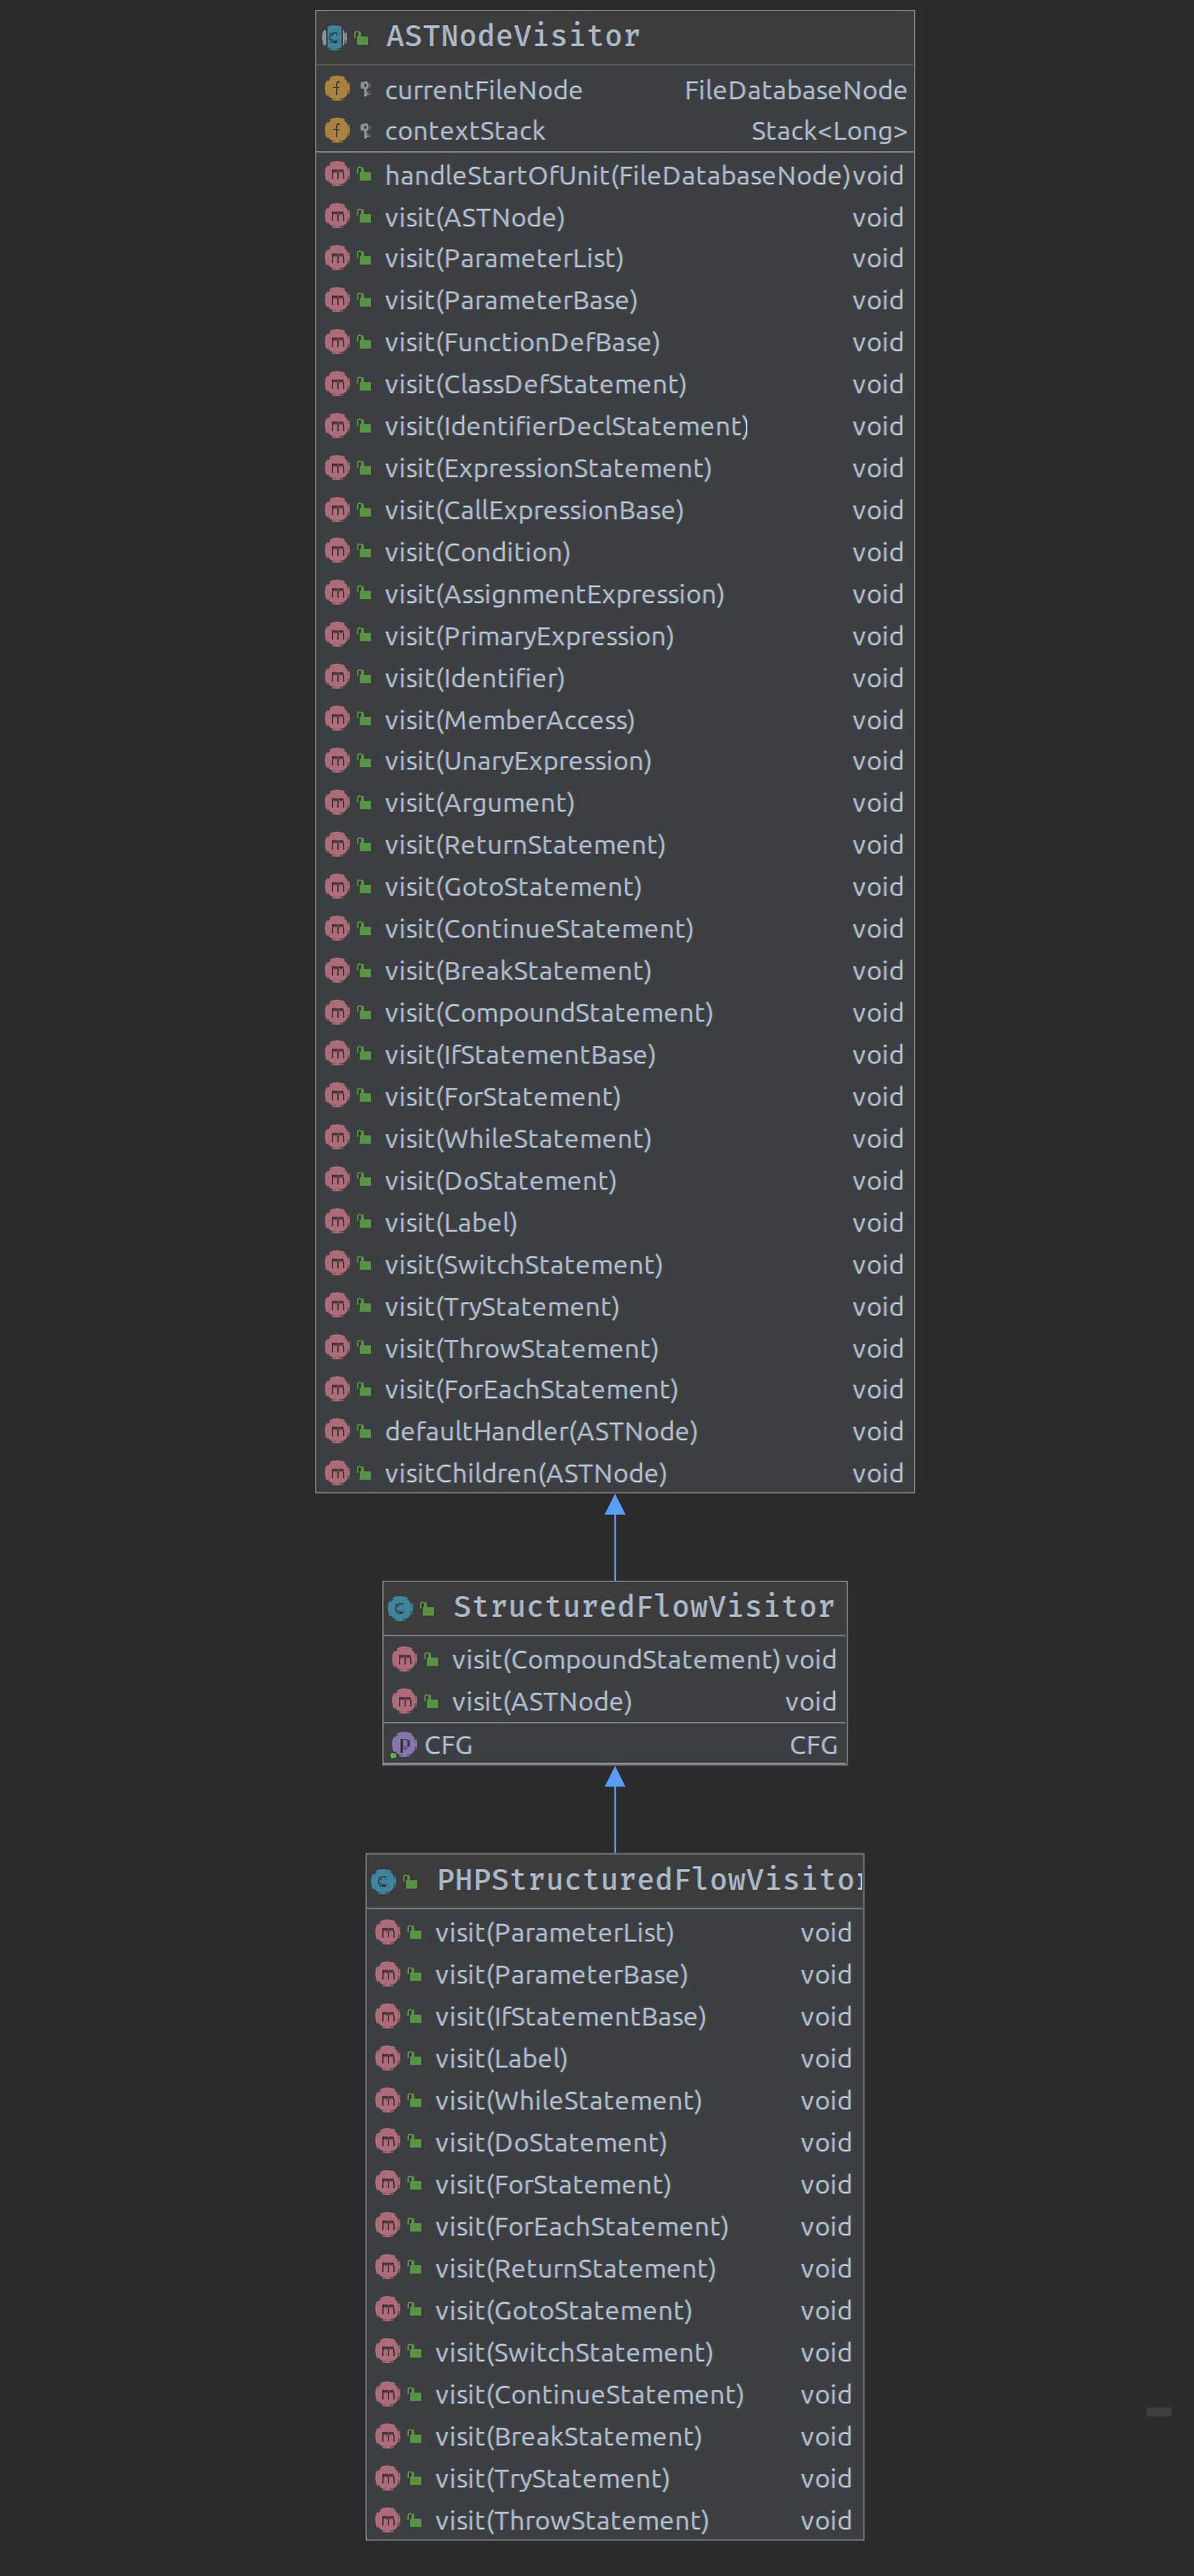 ASTNodeVisitor
currentFileNode FileDatabaseNode
contextStack Stack<Long>
handleStartOfUnit(FileDatabaseNode) void
visit(ASTNode) void
visit(ParameterList) void
visit(ParameterBase) void
visit(FunctionDefBase) void
visit(ClassDefStatement) void
visit(IdentifierDeclStatement) void
visit(ExpressionStatement) void
visit(CallExpressionBase) void
visit(Condition) void
visit(AssignmentExpression) void
visit(PrimaryExpression) void
visit(Identifier) void
visit(MemberAccess) void
visit(UnaryExpression) void
visit(Argument) void
visit(ReturnStatement) void
visit(GotoStatement) void
visit(ContinueStatement) void
visit(BreakStatement) void
visit(CompoundStatement) void
visit(IfStatementBase) void
visit(ForStatement) void
visit(WhileStatement) void
visit(DoStatement) void
visit(Label) void
visit(SwitchStatement) void
visit(TryStatement) void
visit(ThrowStatement) void
visit(ForEachStatement) void
defaultHandler(ASTNode) void
visitChildren(ASTNode) void
StructuredFlowVisitor
visit(CompoundStatement) void
visit(ASTNode) void
CFG CFG
PHPStructuredFlowVisitor
visit(ParameterList) void
visit(ParameterBase) void
visit(IfStatementBase) void
visit(Label) void
visit(WhileStatement) void
visit(DoStatement) void
visit(ForStatement) void
visit(ForEachStatement) void
visit(ReturnStatement) void
visit(GotoStatement) void
visit(SwitchStatement) void
visit(ContinueStatement) void
visit(BreakStatement) void
visit(TryStatement) void
visit(ThrowStatement) void